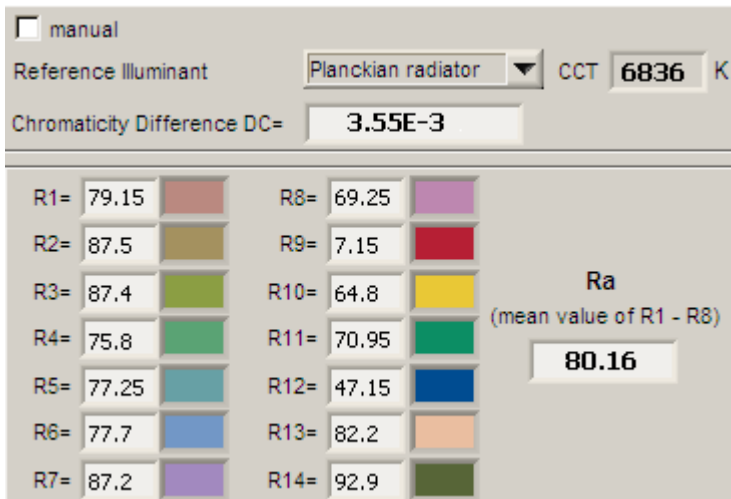 manual
Reference Illuminant Planckian radiator CCT 6836 K
Chromaticity Difference DC= 3.55E-3
R1= 79.15 R8= 69.25
R2= 87.5 R9= 7.15
R3= 87.4 R10= 64.8
R4= 75.8 R11= 70.95
R5= 77.25 R12= 47.15
R6= 77.7 R13= 82.2
R7= 87.2 R14= 92.9
Ra
(mean value of R1 - R8)
80.16